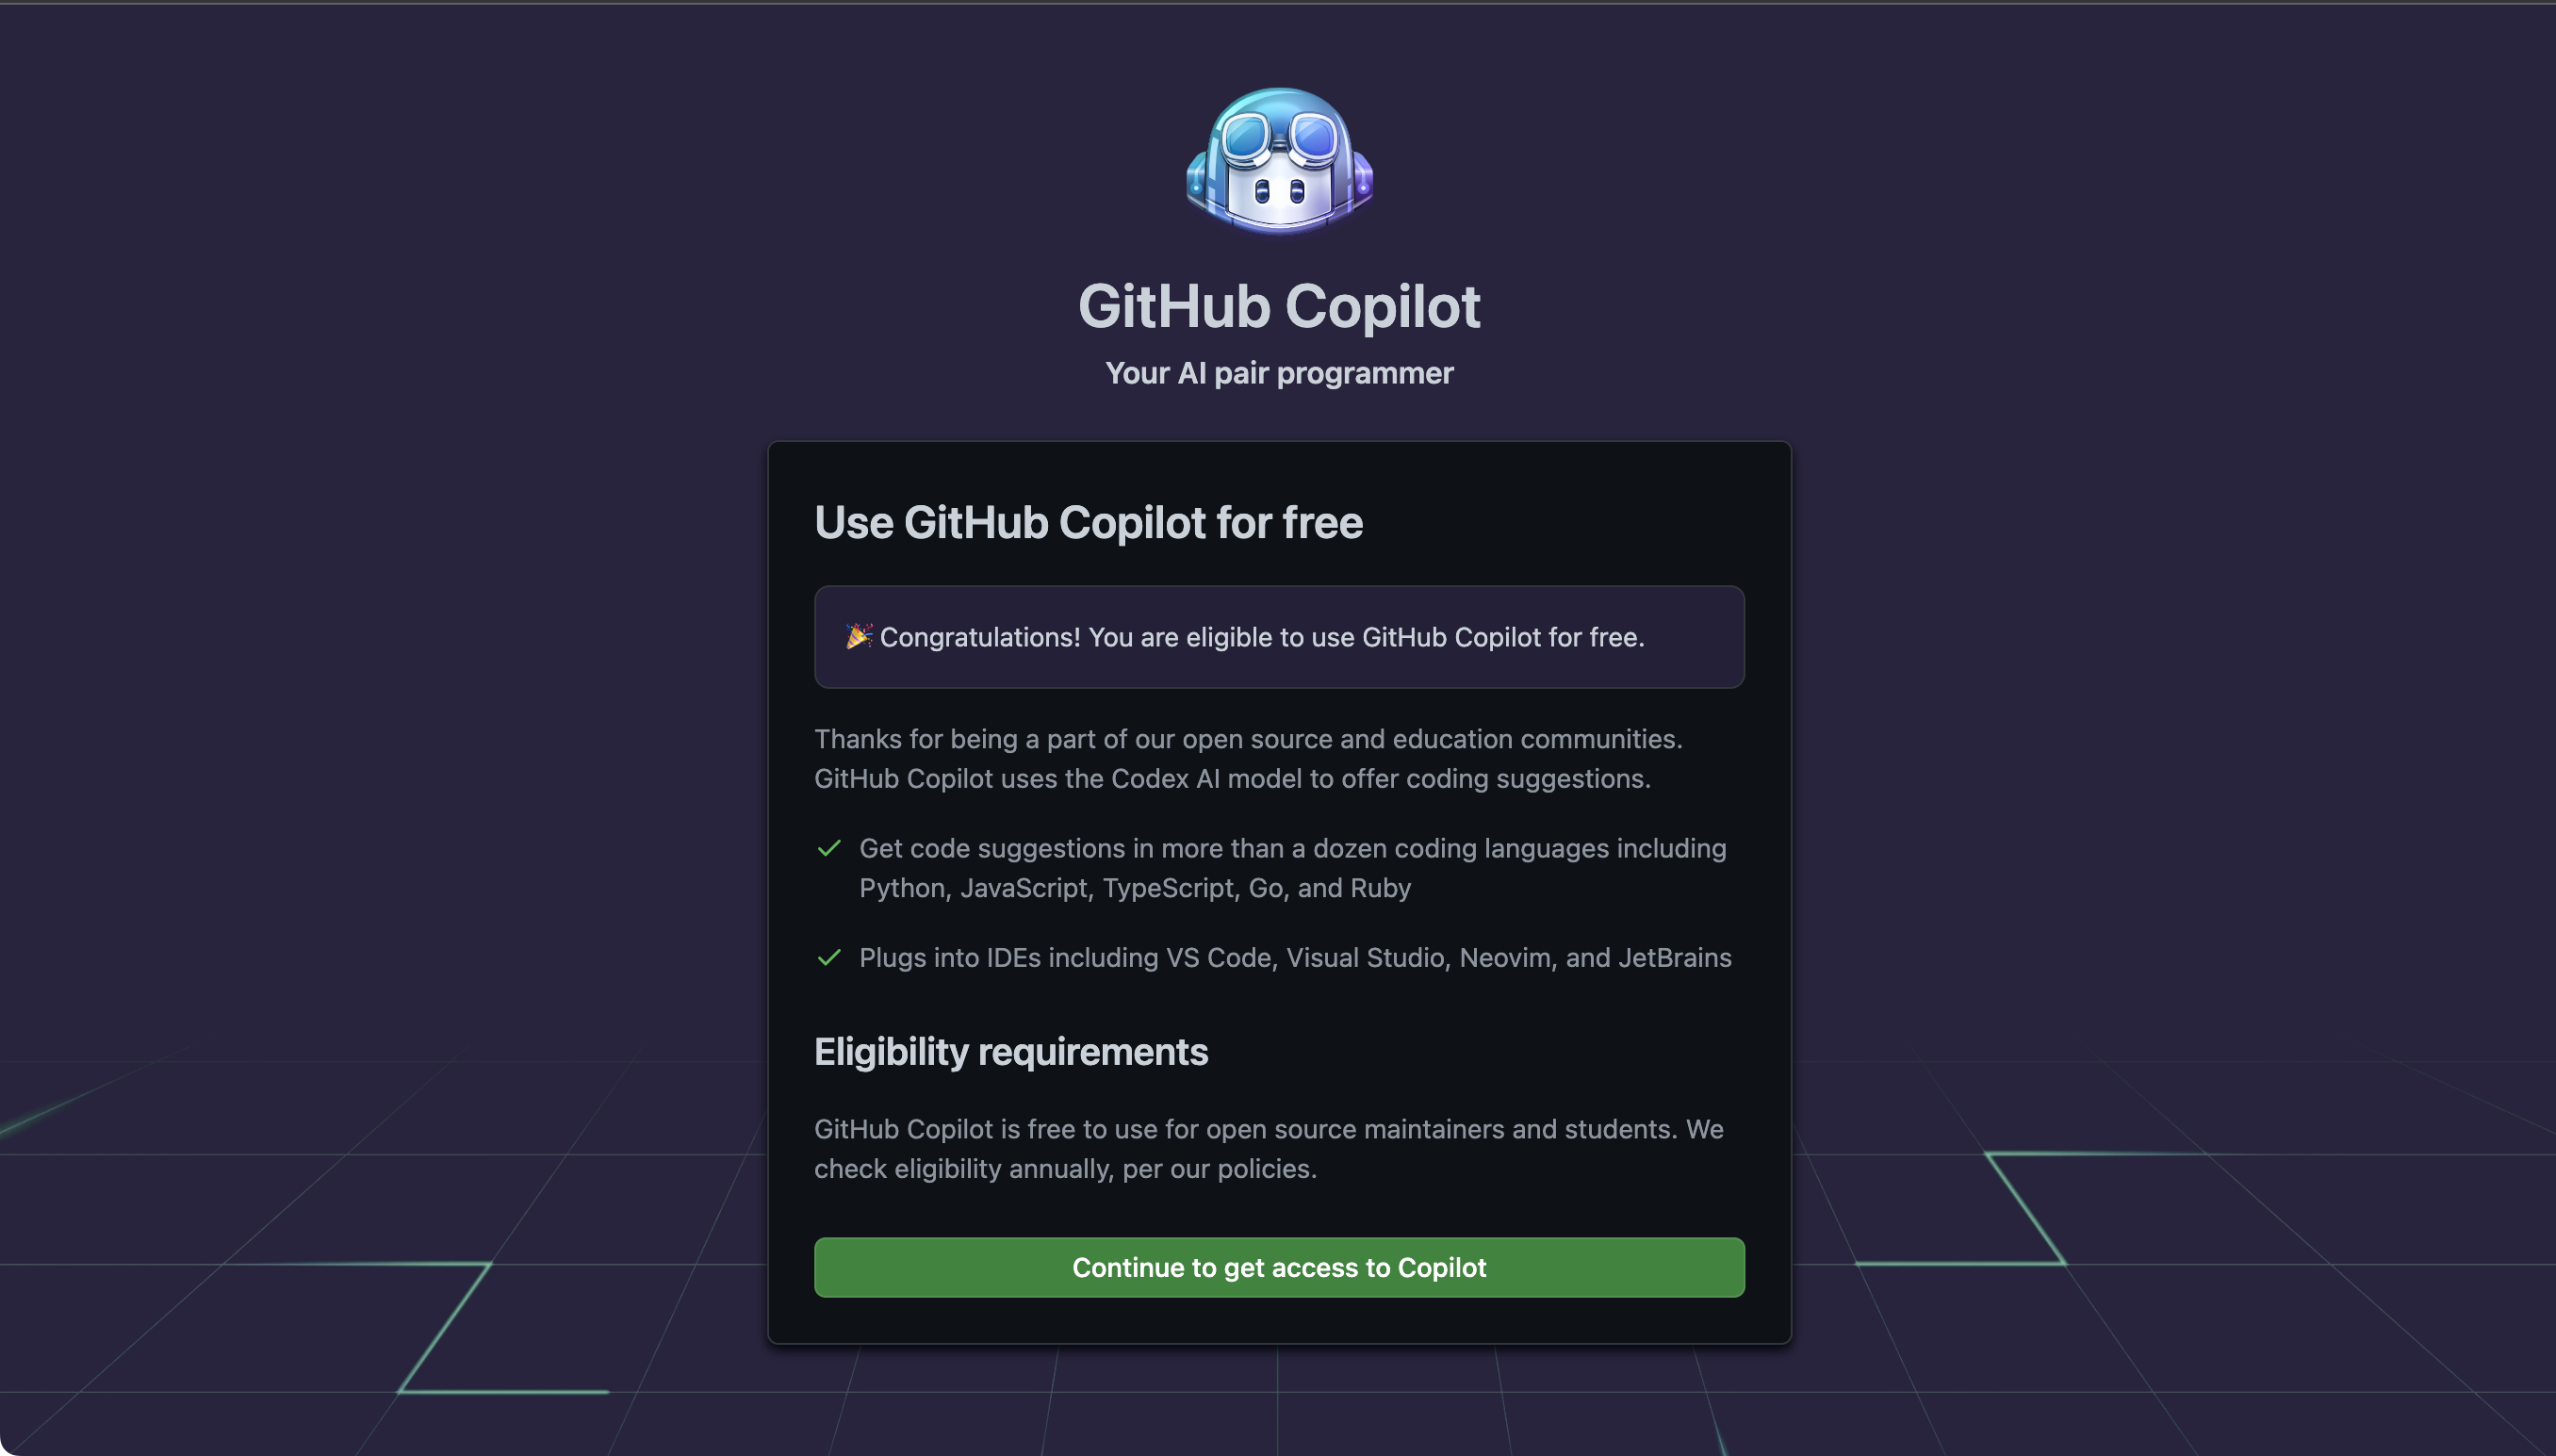 GitHub Copilot
Your AI pair programmer
Use GitHub Copilot for free
🎉 Congratulations! You are eligible to use GitHub Copilot for free.
Thanks for being a part of our open source and education communities.
GitHub Copilot uses the Codex AI model to offer coding suggestions.
Get code suggestions in more than a dozen coding languages including
Python, JavaScript, TypeScript, Go, and Ruby
Plugs into IDEs including VS Code, Visual Studio, Neovim, and JetBrains
Eligibility requirements
GitHub Copilot is free to use for open source maintainers and students. We
check eligibility annually, per our policies.
Continue to get access to Copilot